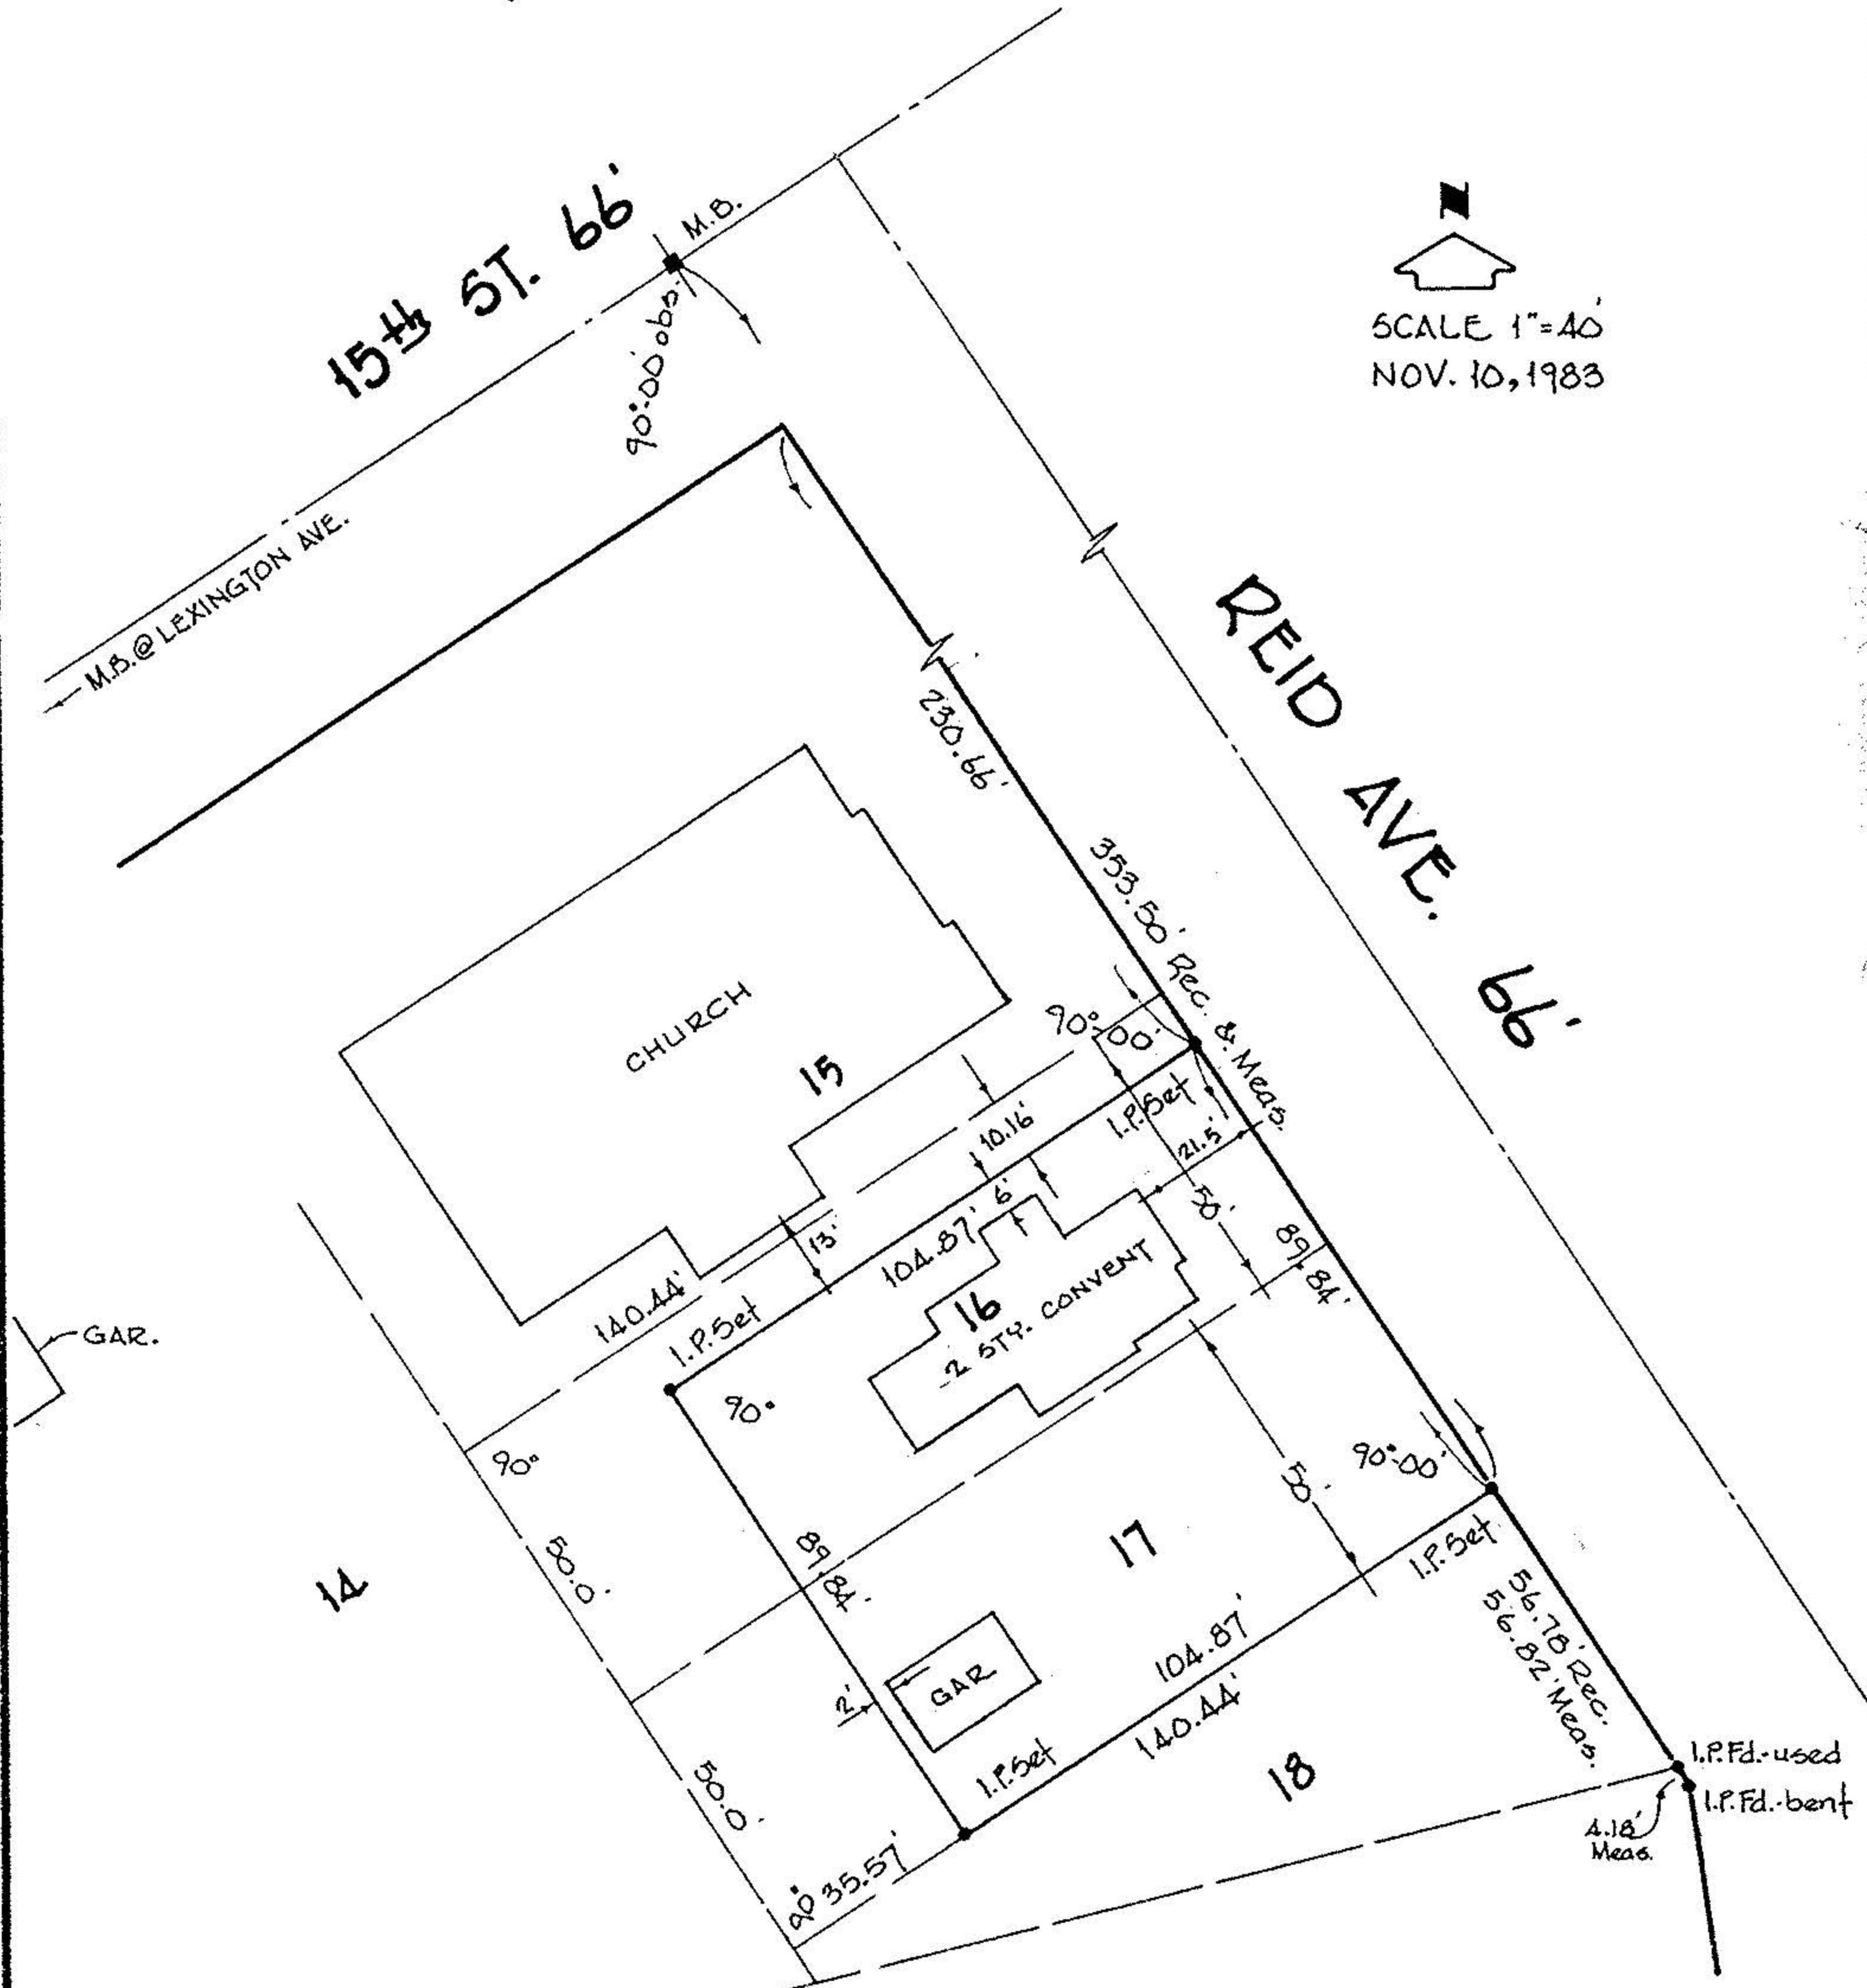 15th ST. 66'
M.B.
90°-00' obs.
N
SCALE 1"=40'
NOV. 10, 1983
M.B.@LEXINGTON AVE.
REID AVE. 66'
230.66'
353.50' Rec. & Meas.
CHURCH
15
90°-00'
I.P.Set
10.16'
21.5'
6'
13'
50'
104.87'
89.84'
140.44'
I.P.Set
16
2 STY. CONVENT
GAR.
90°
90°
50'
90°-00'
50.0'
14
89.84'
17
I.P.Set
56.78' Rec.
56.82' Meas.
GAR
2'
104.87'
140.44'
I.P.Set
18
50.0'
I.P.Fd.-used
I.P.Fd.-bent
4.18'
Meas.
90°
35.57'